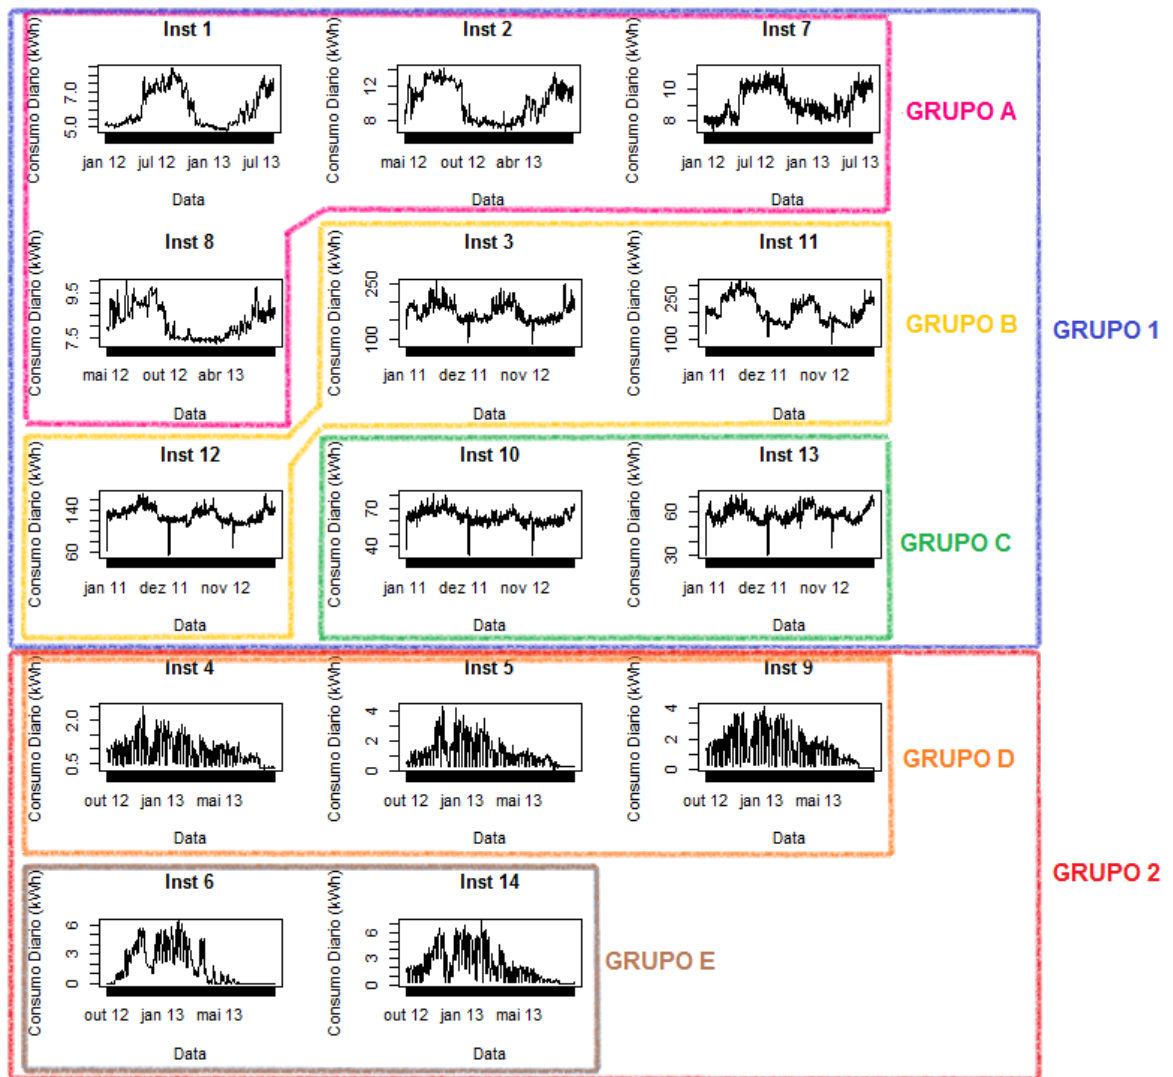 Inst 1
Inst 2
Inst 7
Consumo Diario (kWh)
5.0 7.0
Consumo Diario (kWh)
8 12
Consumo Diario (kWh)
8 10
GRUPO A
jan 12 jul 12 jan 13 jul 13
mai 12 out 12 abr 13
jan 12 jul 12 jan 13 jul 13
Data
Data
Data
Inst 8
Inst 3
Inst 11
Consumo Diario (kWh)
7.5 9.5
Consumo Diario (kWh)
100 250
Consumo Diario (kWh)
100 250
GRUPO B
GRUPO 1
mai 12 out 12 abr 13
jan 11 dez 11 nov 12
jan 11 dez 11 nov 12
Data
Data
Data
Inst 12
Inst 10
Inst 13
Consumo Diario (kWh)
60 140
Consumo Diario (kWh)
40 70
Consumo Diario (kWh)
30 60
GRUPO C
jan 11 dez 11 nov 12
jan 11 dez 11 nov 12
jan 11 dez 11 nov 12
Data
Data
Data
Inst 4
Inst 5
Inst 9
Consumo Diario (kWh)
0.5 2.0
Consumo Diario (kWh)
0 2 4
Consumo Diario (kWh)
0 2 4
GRUPO D
out 12 jan 13 mai 13
out 12 jan 13 mai 13
out 12 jan 13 mai 13
Data
Data
Data
GRUPO 2
Inst 6
Inst 14
Consumo Diario (kWh)
0 3 6
Consumo Diario (kWh)
0 3 6
GRUPO E
out 12 jan 13 mai 13
out 12 jan 13 mai 13
Data
Data